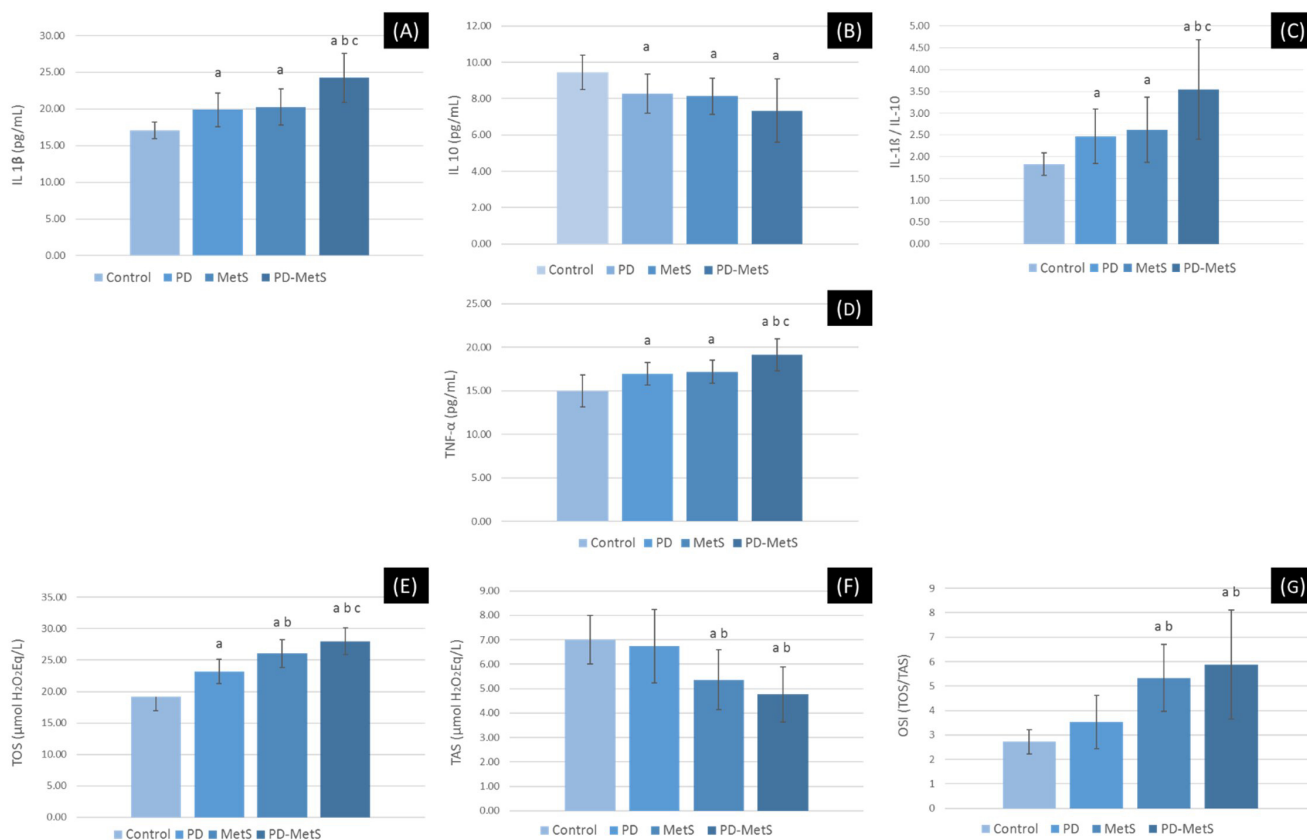 (A)
30.00
25.00
20.00
15.00
10.00
5.00
0.00
IL 1β (pg/mL)
a
a
a b c
Control PD MetS PD-MetS
(B)
12.00
10.00
8.00
6.00
4.00
2.00
0.00
IL 10 (pg/mL)
a
a
a
Control PD MetS PD-MetS
(C)
5.00
4.50
4.00
3.50
3.00
2.50
2.00
1.50
1.00
0.50
0.00
IL-1ß / IL-10
a
a
a b c
Control PD MetS PD-MetS
(D)
25.00
20.00
15.00
10.00
5.00
0.00
TNF-α (pg/mL)
a
a
a b c
Control PD MetS PD-MetS
(E)
35.00
30.00
25.00
20.00
15.00
10.00
5.00
0.00
TOS (μmol H₂O₂Eq/L)
a
a b
a b c
Control PD MetS PD-MetS
(F)
9.00
8.00
7.00
6.00
5.00
4.00
3.00
2.00
1.00
0.00
TAS (μmol H₂O₂Eq/L)
a b
a b
Control PD MetS PD-MetS
(G)
9
8
7
6
5
4
3
2
1
0
OSI (TOS/TAS)
a b
a b
Control PD MetS PD-MetS